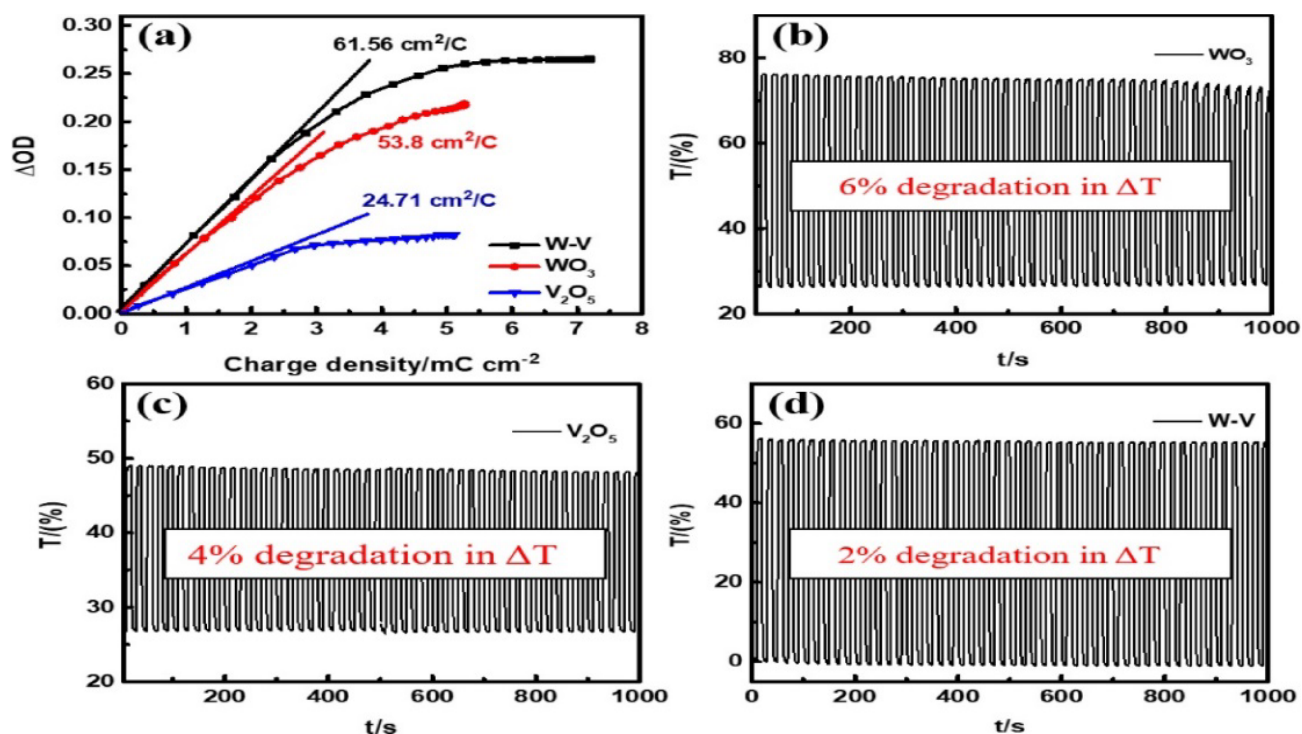 (a)
0.30
0.25
0.20
0.15
0.10
0.05
0.00
ΔOD
61.56 cm²/C
53.8 cm²/C
24.71 cm²/C
W-V
WO₃
V₂O₅
0 1 2 3 4 5 6 7 8
Charge density/mC cm⁻²
(b)
WO₃
80
60
40
20
T/(%)
6% degradation in ΔT
200 400 600 800 1000
t/s
(c)
V₂O₅
60
50
40
30
20
T/(%)
4% degradation in ΔT
200 400 600 800 1000
t/s
(d)
W-V
60
40
20
0
T/(%)
2% degradation in ΔT
0 200 400 600 800 1000
t/s